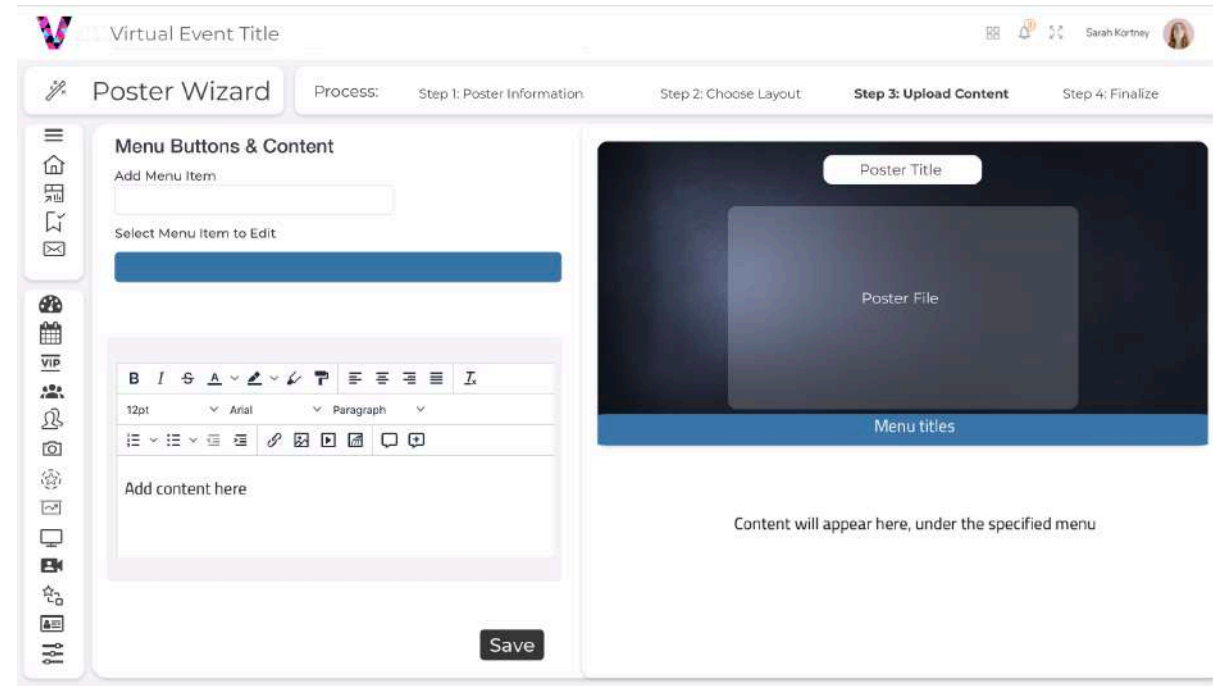 Virtual Event Title
Sarah Kortney
Poster Wizard
Process:
Step 1: Poster Information
Step 2: Choose Layout
Step 3: Upload Content
Step 4: Finalize
Menu Buttons & Content
Add Menu Item
Select Menu Item to Edit
12pt
Arial
Paragraph
Add content here
Save
Poster Title
Poster File
Menu titles
Content will appear here, under the specified menu
VIP